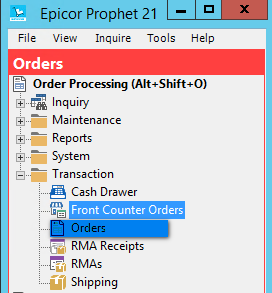 Epicor Prophet 21
File View Inquire Tools Help
Orders
Order Processing (Alt+Shift+O)
Inquiry
Maintenance
Reports
System
Transaction
Cash Drawer
Front Counter Orders
Orders
RMA Receipts
RMAs
Shipping